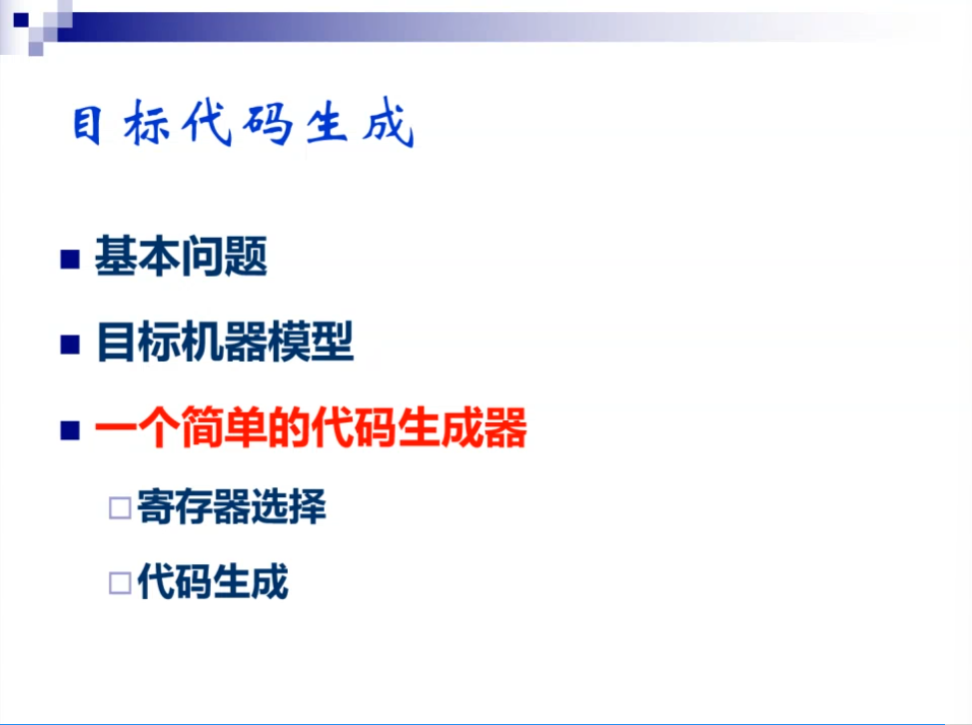 目标代码生成
基本问题
目标机器模型
一个简单的代码生成器
寄存器选择
代码生成